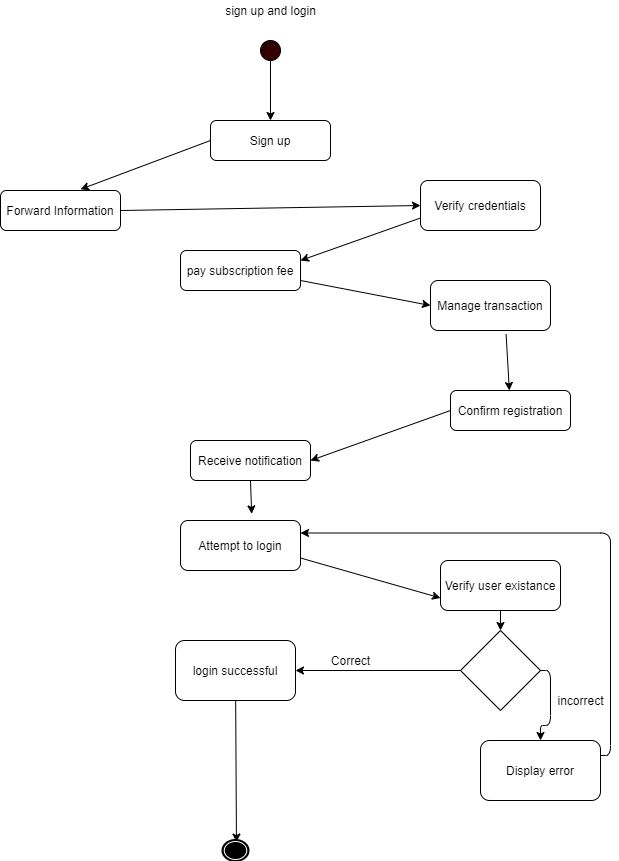 sign up and login
Sign up
Forward Information
Verify credentials
pay subscription fee
Manage transaction
Confirm registration
Receive notification
Attempt to login
Verify user existance
Correct
login successful
incorrect
Display error